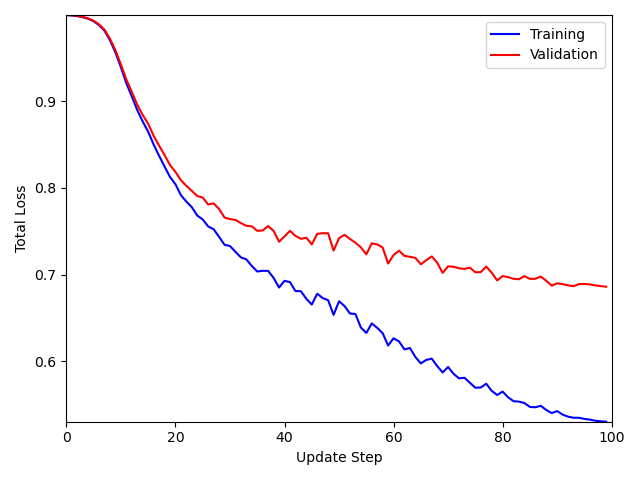 Training
Validation
0.9
0.8
0.7
0.6
Total Loss
0 20 40 60 80 100
Update Step